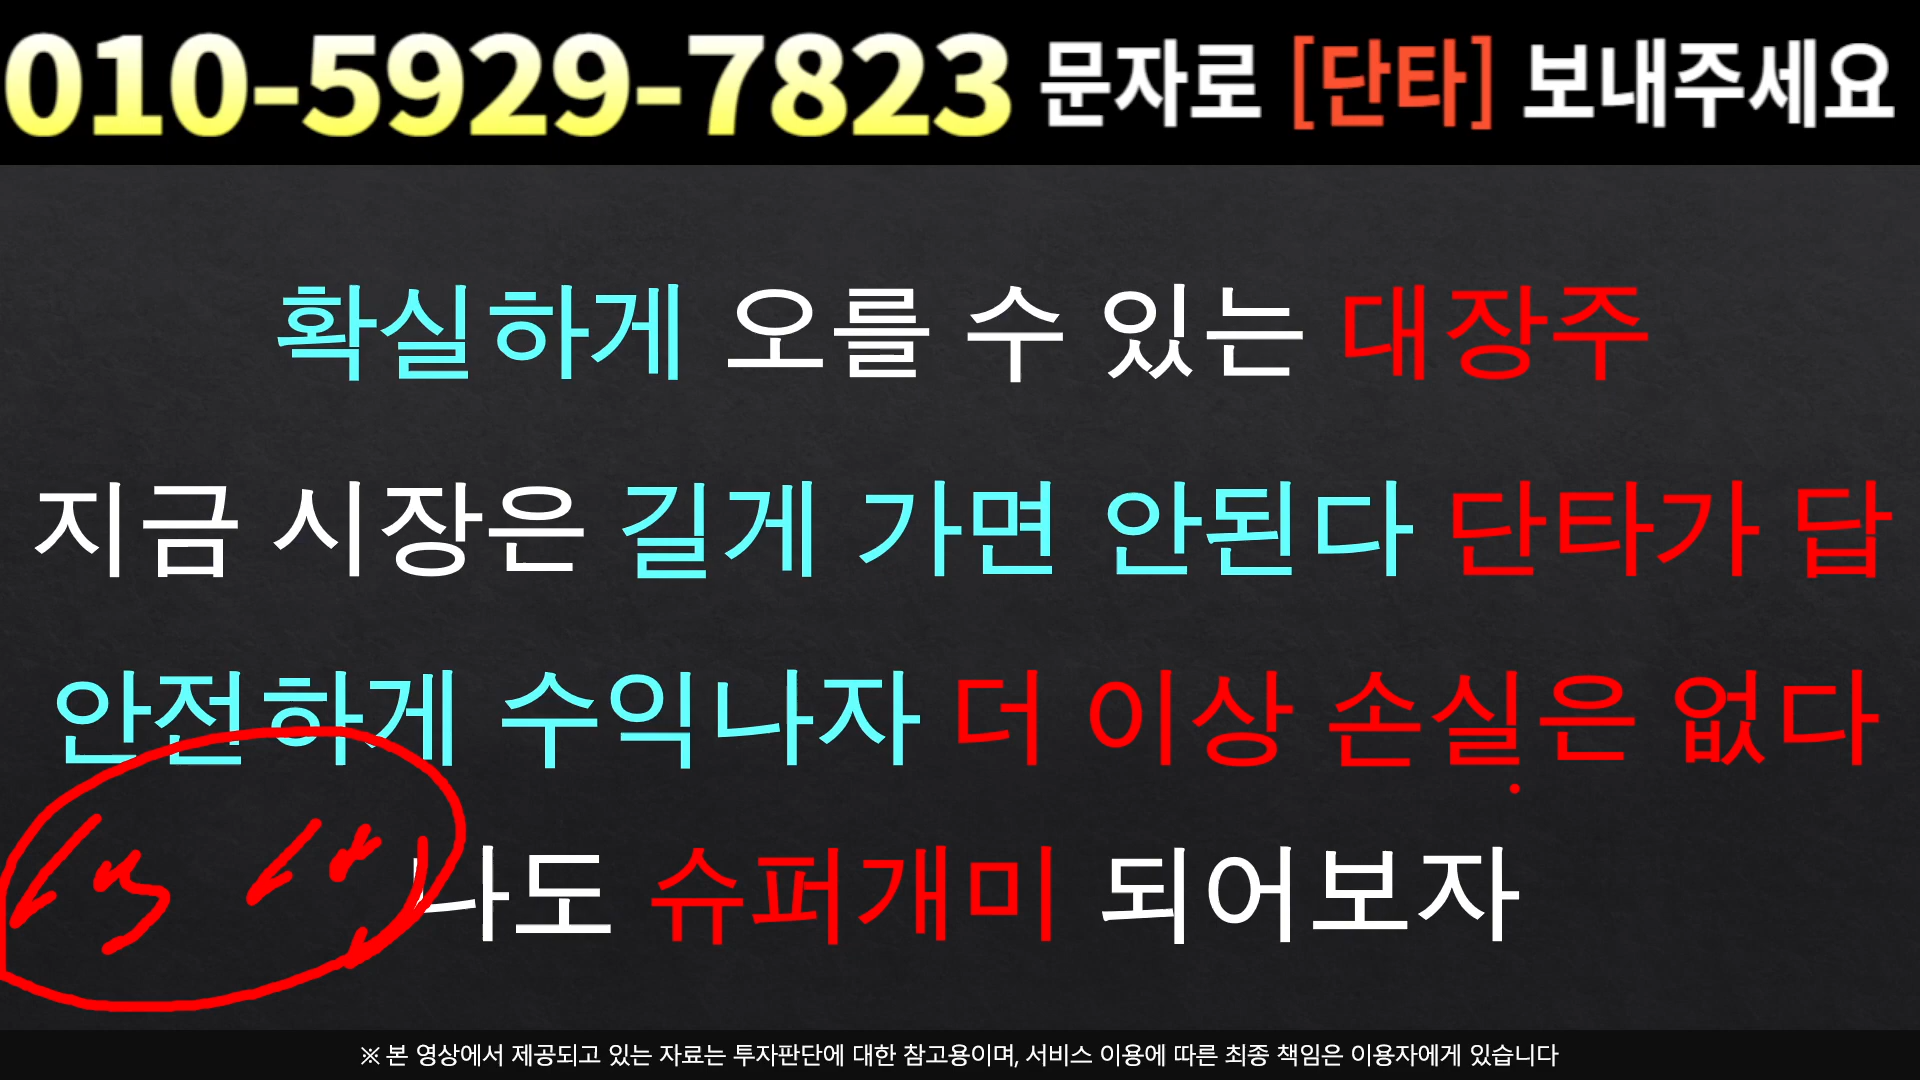 010-5929-7823 문자로 [단타] 보내주세요
확실하게 오를 수 있는 대장주
지금 시장은 길게 가면 안된다 단타가 답
안전하게 수익나자 더 이상 손실은 없다
나도 슈퍼개미 되어보자
※ 본 영상에서 제공되고 있는 자료는 투자판단에 대한 참고용이며, 서비스 이용에 따른 최종 책임은 이용자에게 있습니다